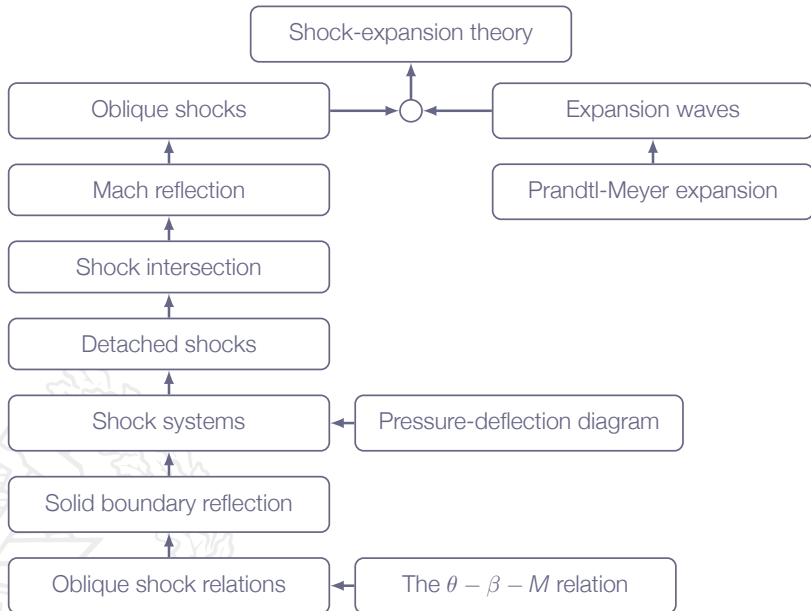 Shock-expansion theory
Oblique shocks
Expansion waves
Mach reflection
Prandtl-Meyer expansion
Shock intersection
Detached shocks
Shock systems
Pressure-deflection diagram
Solid boundary reflection
Oblique shock relations
The θ − β − M relation